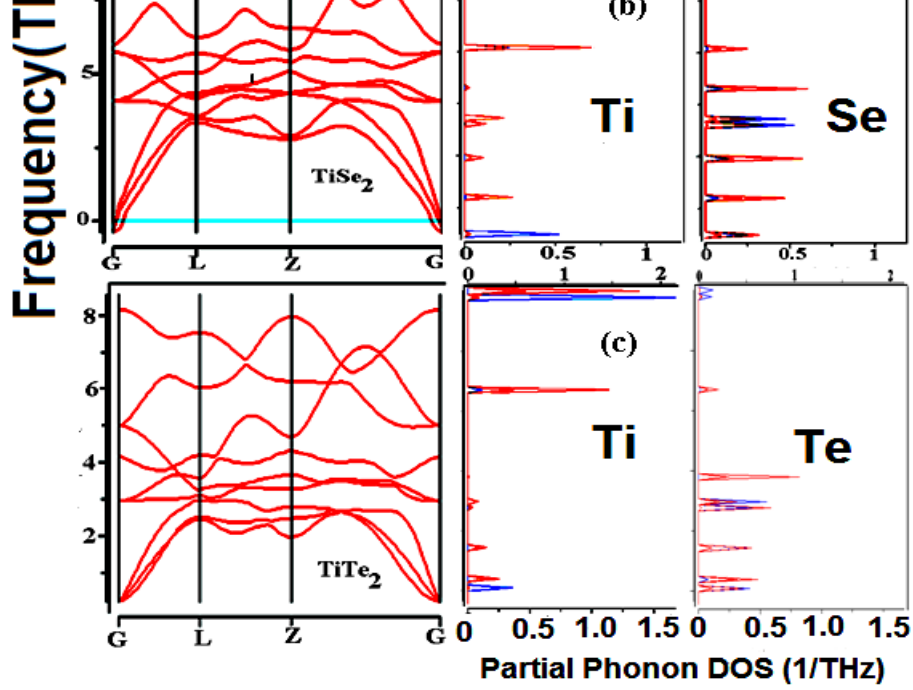 Frequency(T
5
0
TiSe2
G L Z G
(b)
Ti
0 0.5 1
Se
0 0.5 1
8
6
4
2
TiTe2
G L Z G
0 1 2
(c)
Ti
0 0.5 1.0 1.5
0 1 2
Te
0 0.5 1.0 1.5
Partial Phonon DOS (1/THz)